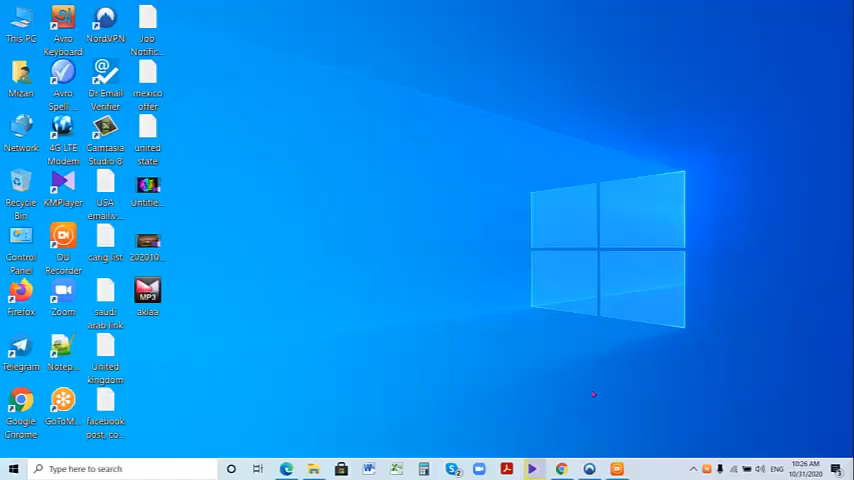 This PC
Avro
Keyboard
NordVPN
Job
Notific...
Mizan
Avro
Spell ...
Dr Email
Verifier
mexico
offer
Network
4G LTE
Modem
Camtasia
Studio 8
united
state
Recycle
Bin
KMPlayer
USA
email.v...
Untitle...
Control
Panel
DU
Recorder
cang list
202010...
Firefox
Zoom
saudi
arab link
MP3
akiaa
Telegram
Notep...
United
kingdom
Google
Chrome
GoToM...
facebook
post, co...
Type here to search
ENG
10:26 AM
10/31/2020